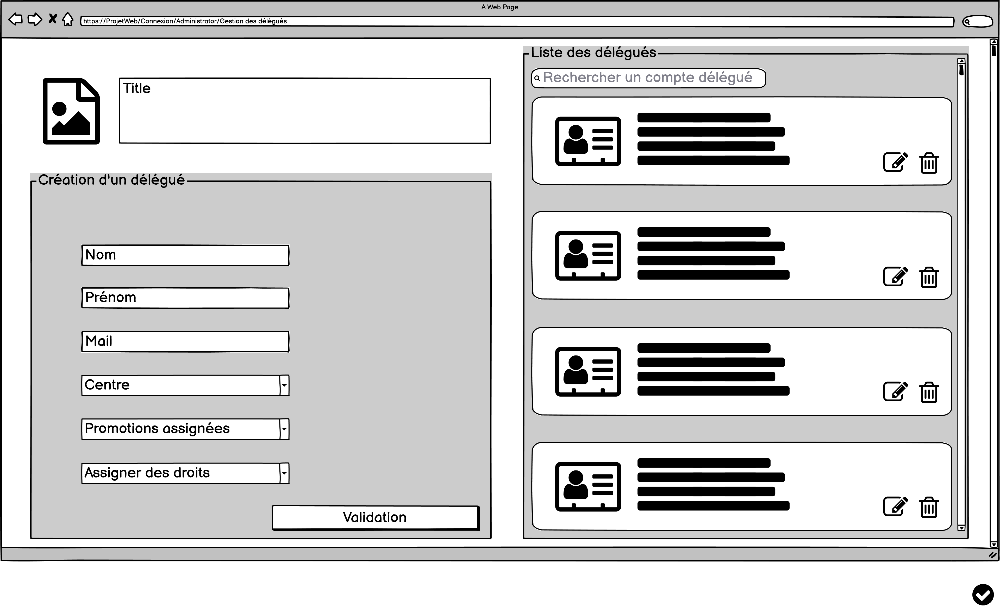 A Web Page
https://ProjetWeb/Connexion/Administrator/Gestion des délégués
Title
Création d'un délégué
Nom
Prénom
Mail
Centre
Promotions assignées
Assigner des droits
Validation
Liste des délégués
Rechercher un compte délégué